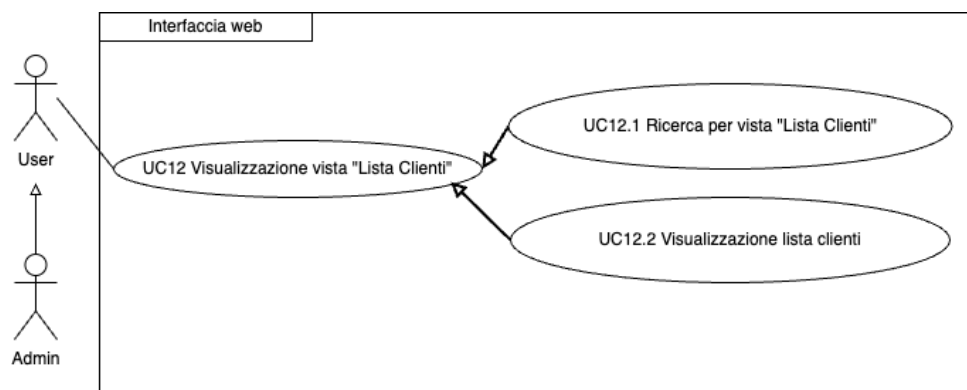 Interfaccia web
User
UC12 Visualizzazione vista "Lista Clienti"
UC12.1 Ricerca per vista "Lista Clienti"
UC12.2 Visualizzazione lista clienti
Admin